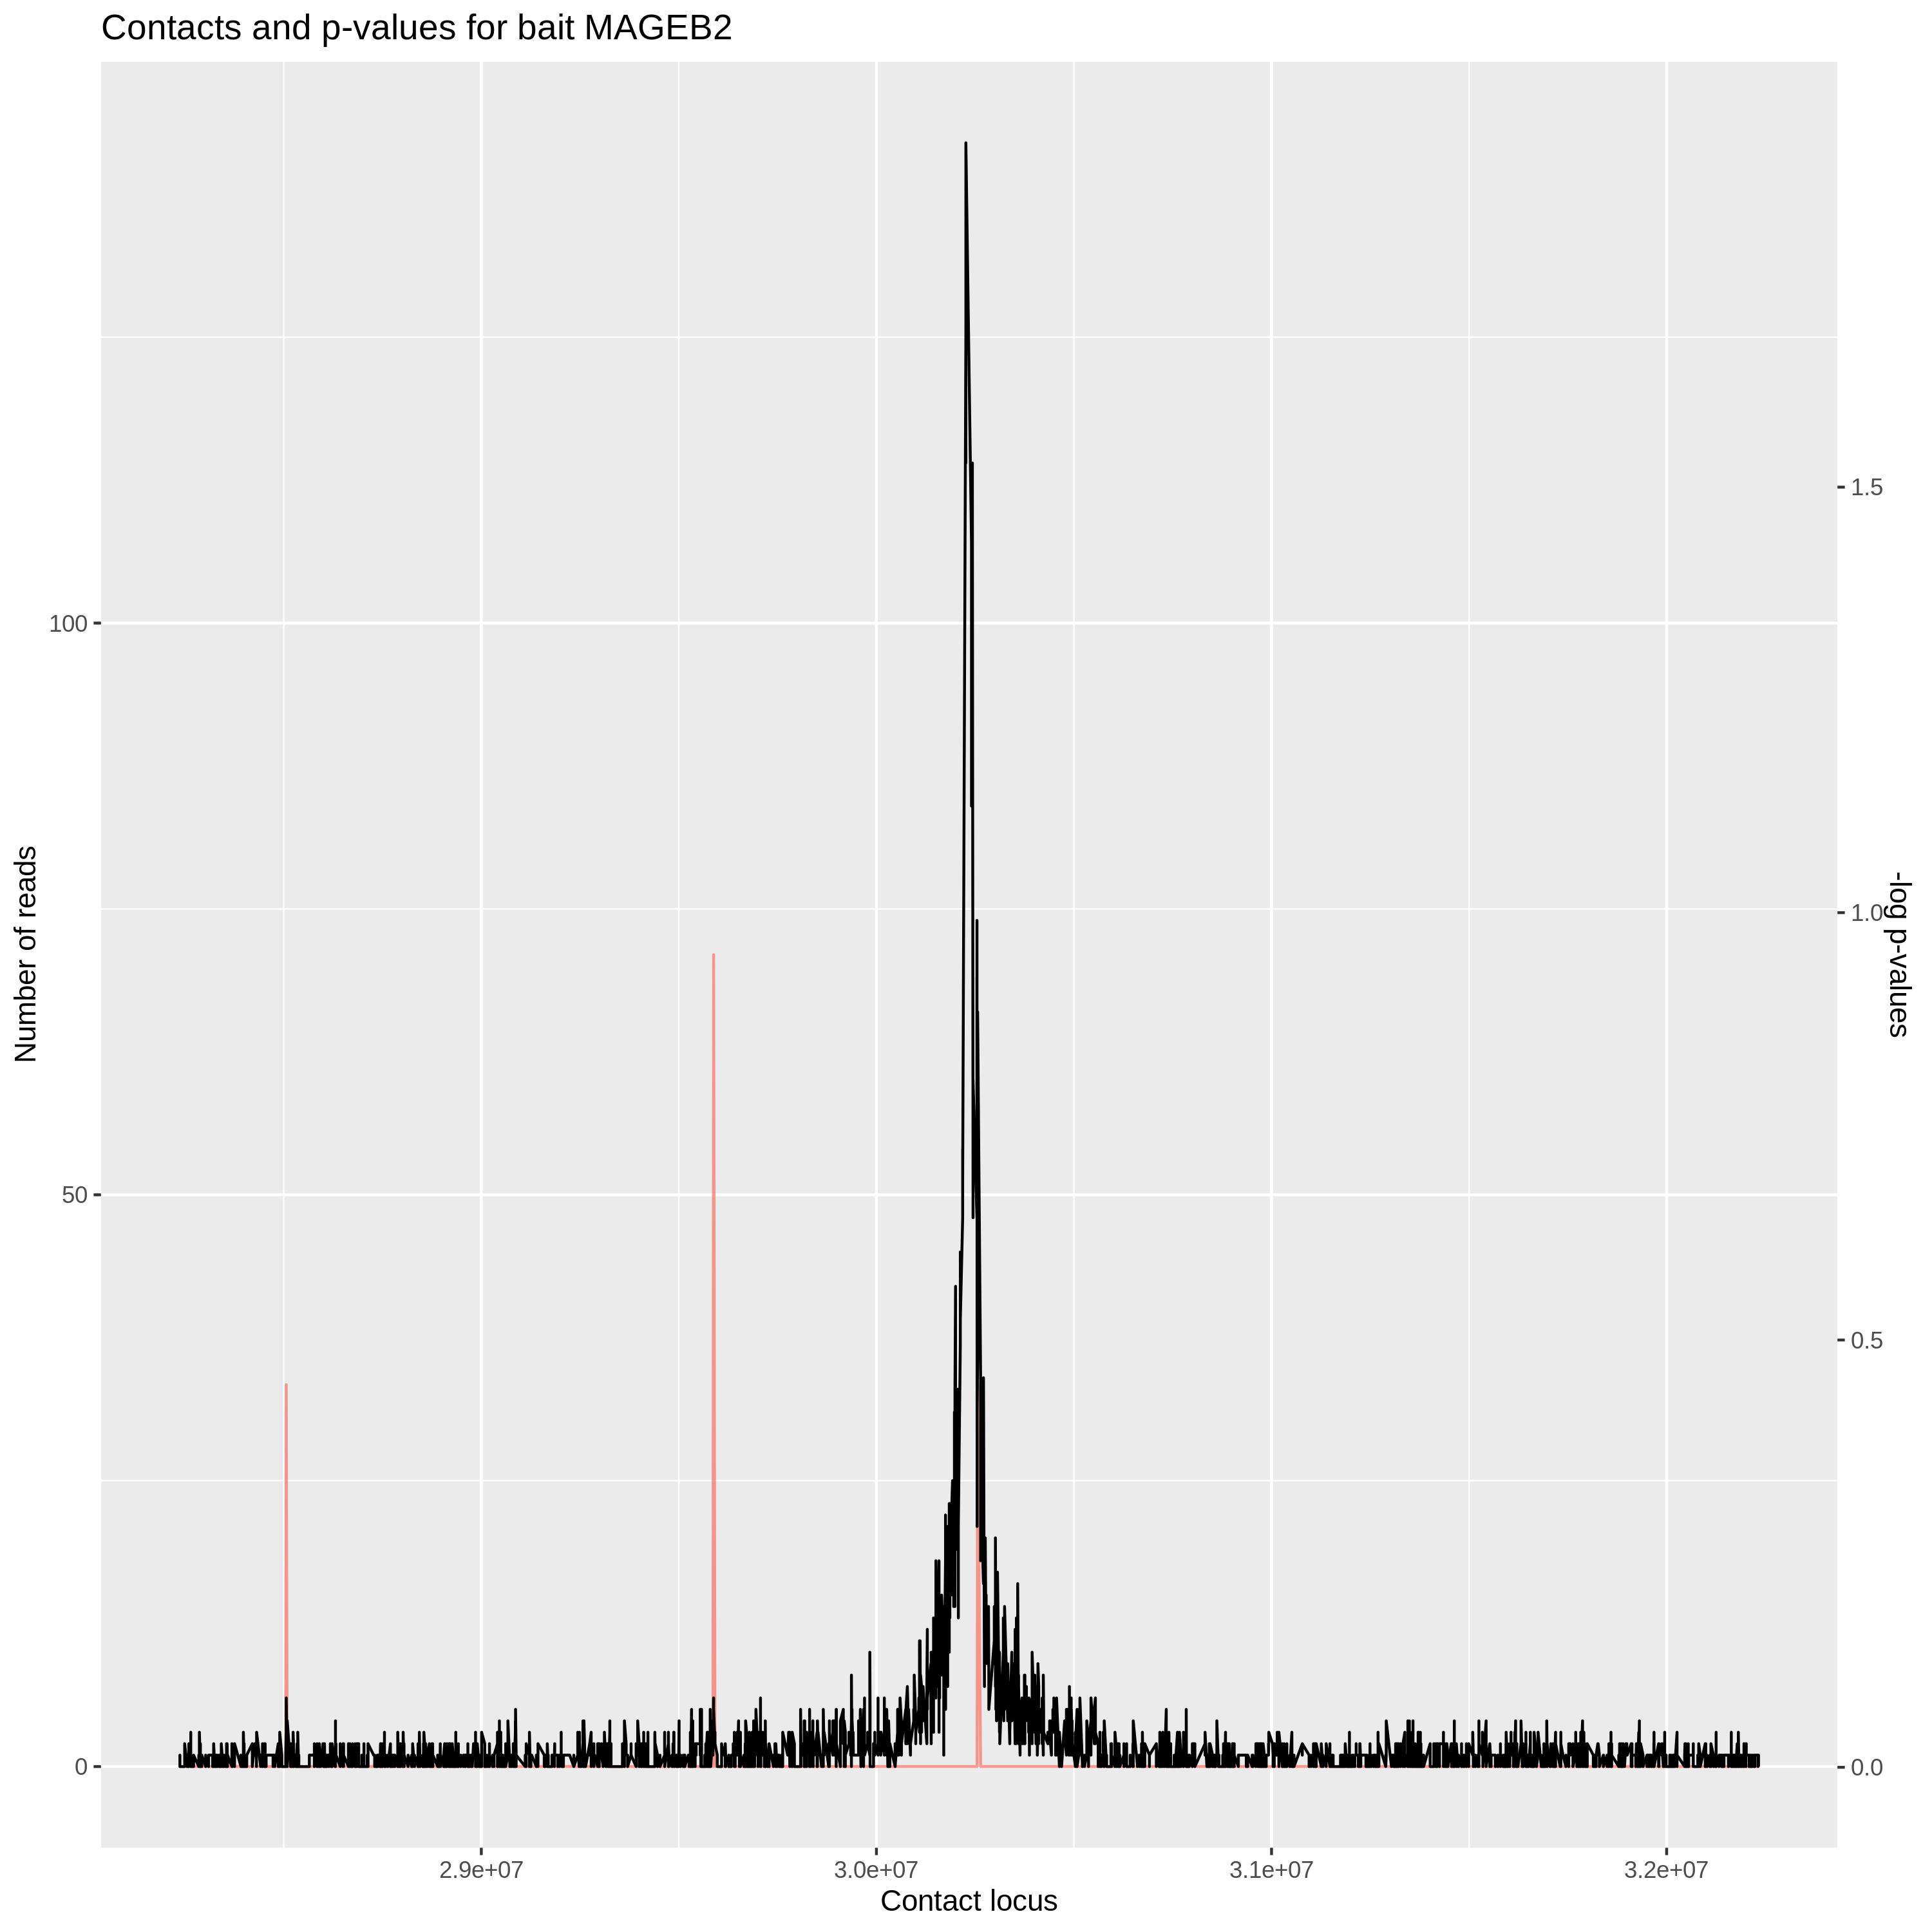 Contacts and p-values for bait MAGEB2
Number of reads
100
50
0
1.5
1.0
0.5
0.0
-log p-values
2.9e+07
3.0e+07
3.1e+07
3.2e+07
Contact locus